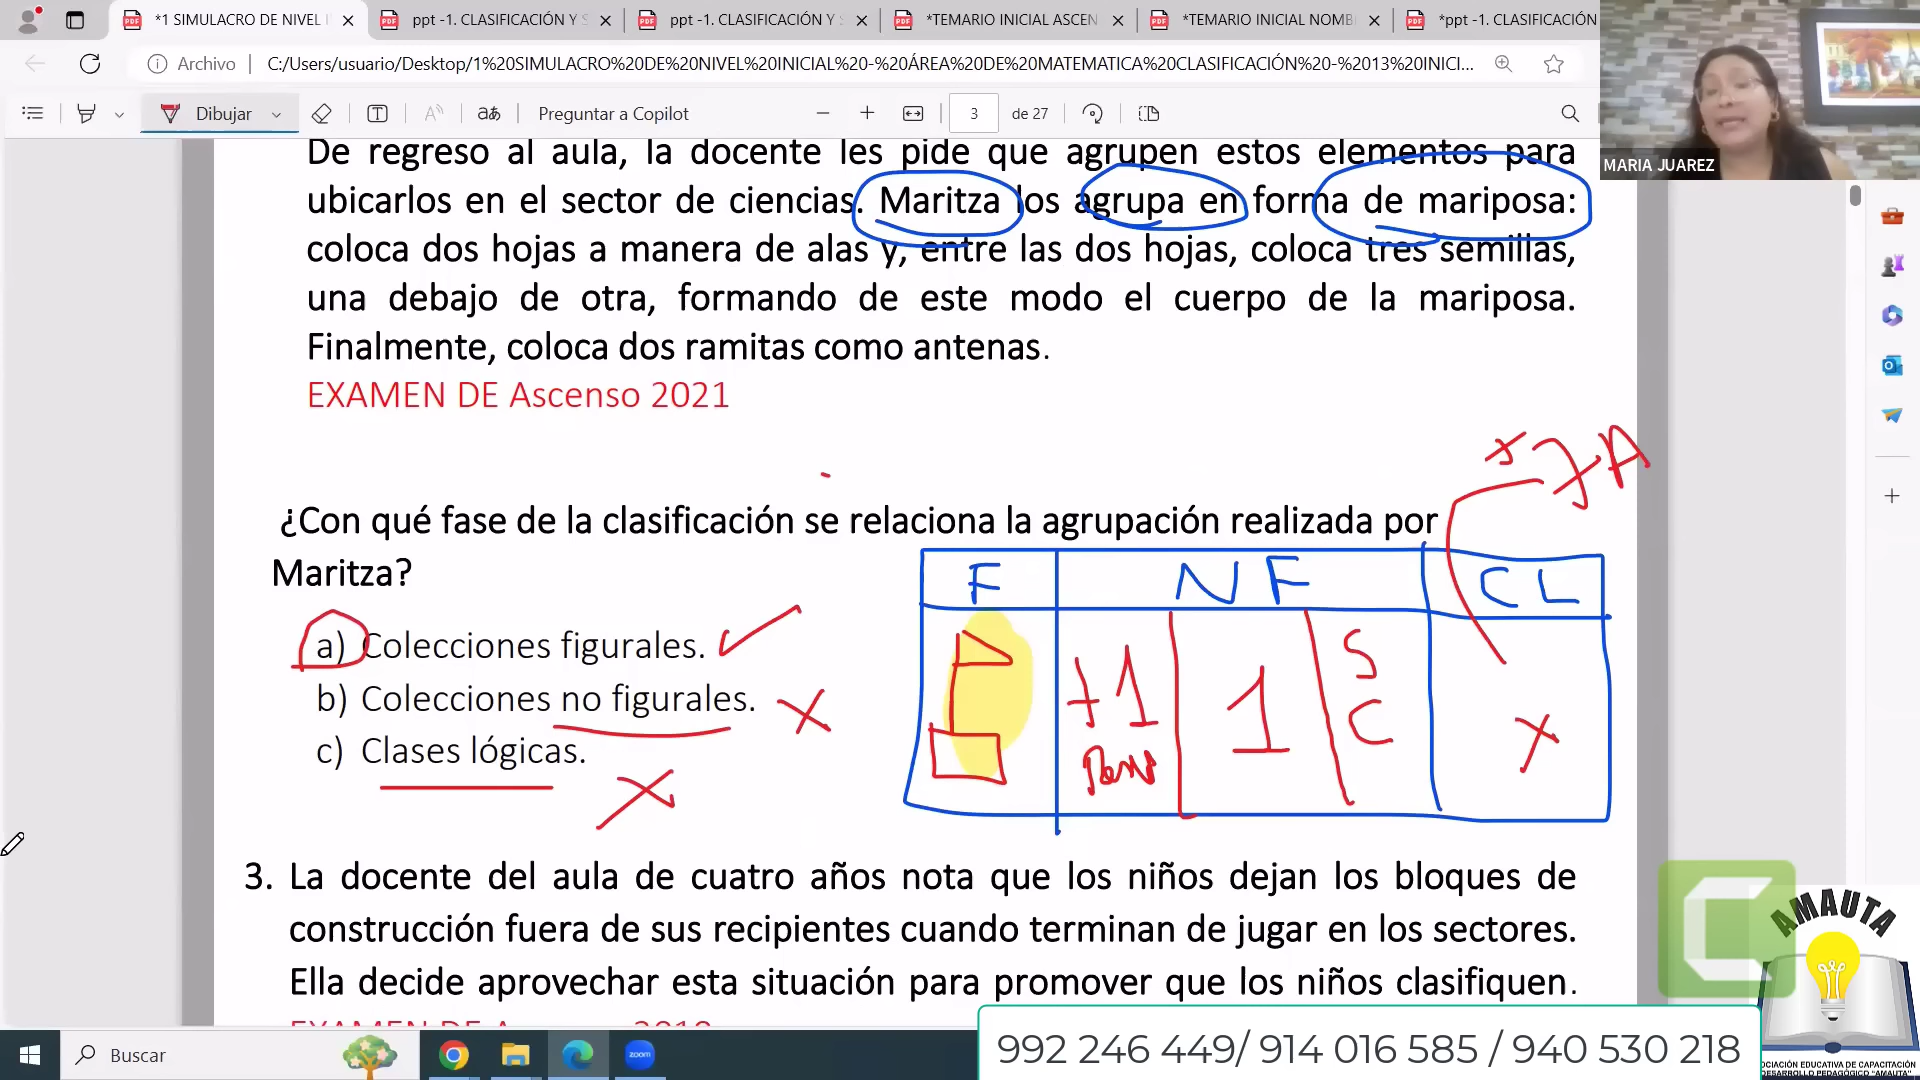 *1 SIMULACRO DE NIVEL I
ppt -1. CLASIFICACIÓN Y S
ppt -1. CLASIFICACIÓN Y S
*TEMARIO INICIAL ASCEN
*TEMARIO INICIAL NOMB
*ppt -1. CLASIFICACIÓN
Archivo
C:/Users/usuario/Desktop/1%20SIMULACRO%20DE%20NIVEL%20INICIAL%20-%20ÁREA%20DE%20MATEMATICA%20CLASIFICACIÓN%20-%2013%20INICI...
Dibujar
Preguntar a Copilot
3
de 27
MARIA JUAREZ
De regreso al aula, la docente les pide que agrupen estos elementos para
ubicarlos en el sector de ciencias. Maritza los agrupa en forma de mariposa:
coloca dos hojas a manera de alas y, entre las dos hojas, coloca tres semillas,
una debajo de otra, formando de este modo el cuerpo de la mariposa.
Finalmente, coloca dos ramitas como antenas.
EXAMEN DE Ascenso 2021
¿Con qué fase de la clasificación se relaciona la agrupación realizada por
Maritza?
a) Colecciones figurales.
b) Colecciones no figurales.
c) Clases lógicas.
F
NF
CL
+1
1
S
C
3. La docente del aula de cuatro años nota que los niños dejan los bloques de
construcción fuera de sus recipientes cuando terminan de jugar en los sectores.
Ella decide aprovechar esta situación para promover que los niños clasifiquen.
AMAUTA
992 246 449/ 914 016 585 / 940 530 218
Buscar
zoom